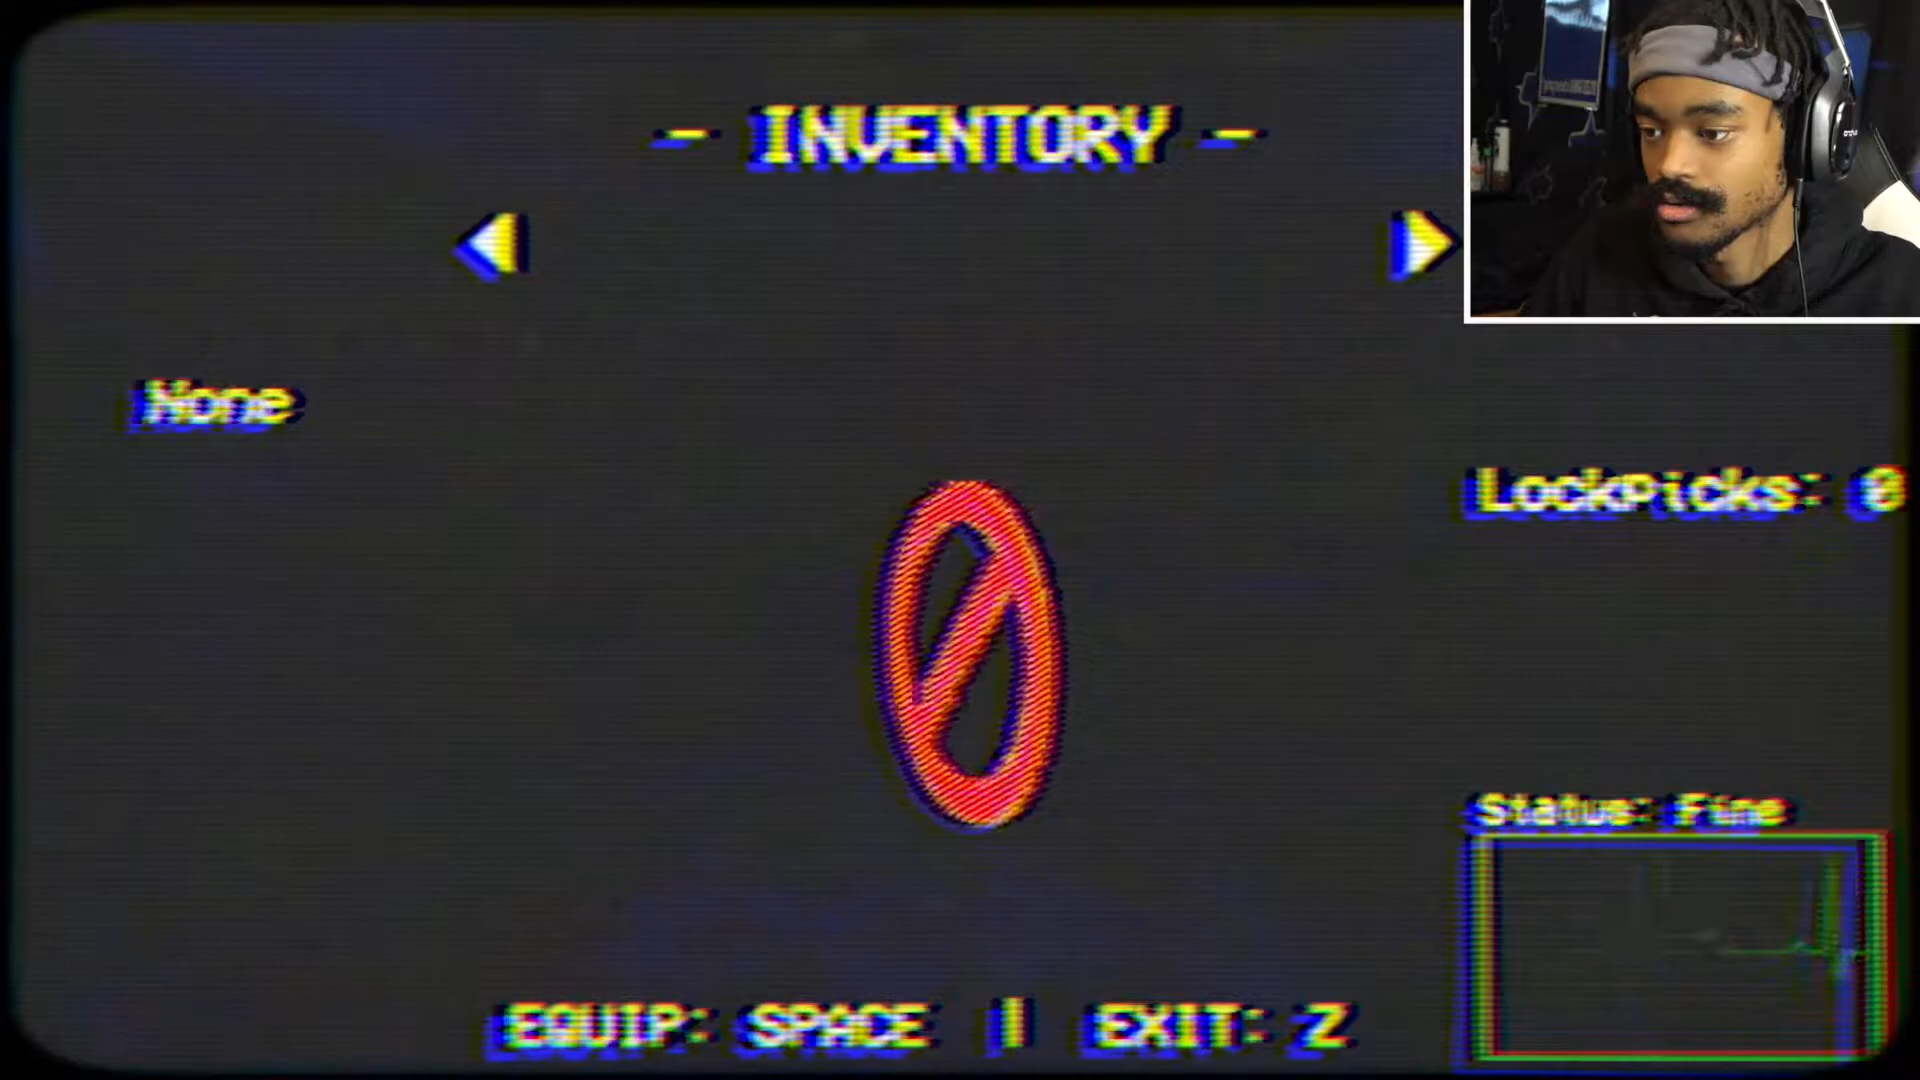 - INVENTORY -
None
LockPicks: 0
Status: Fine
EQUIP: SPACE | EXIT: Z